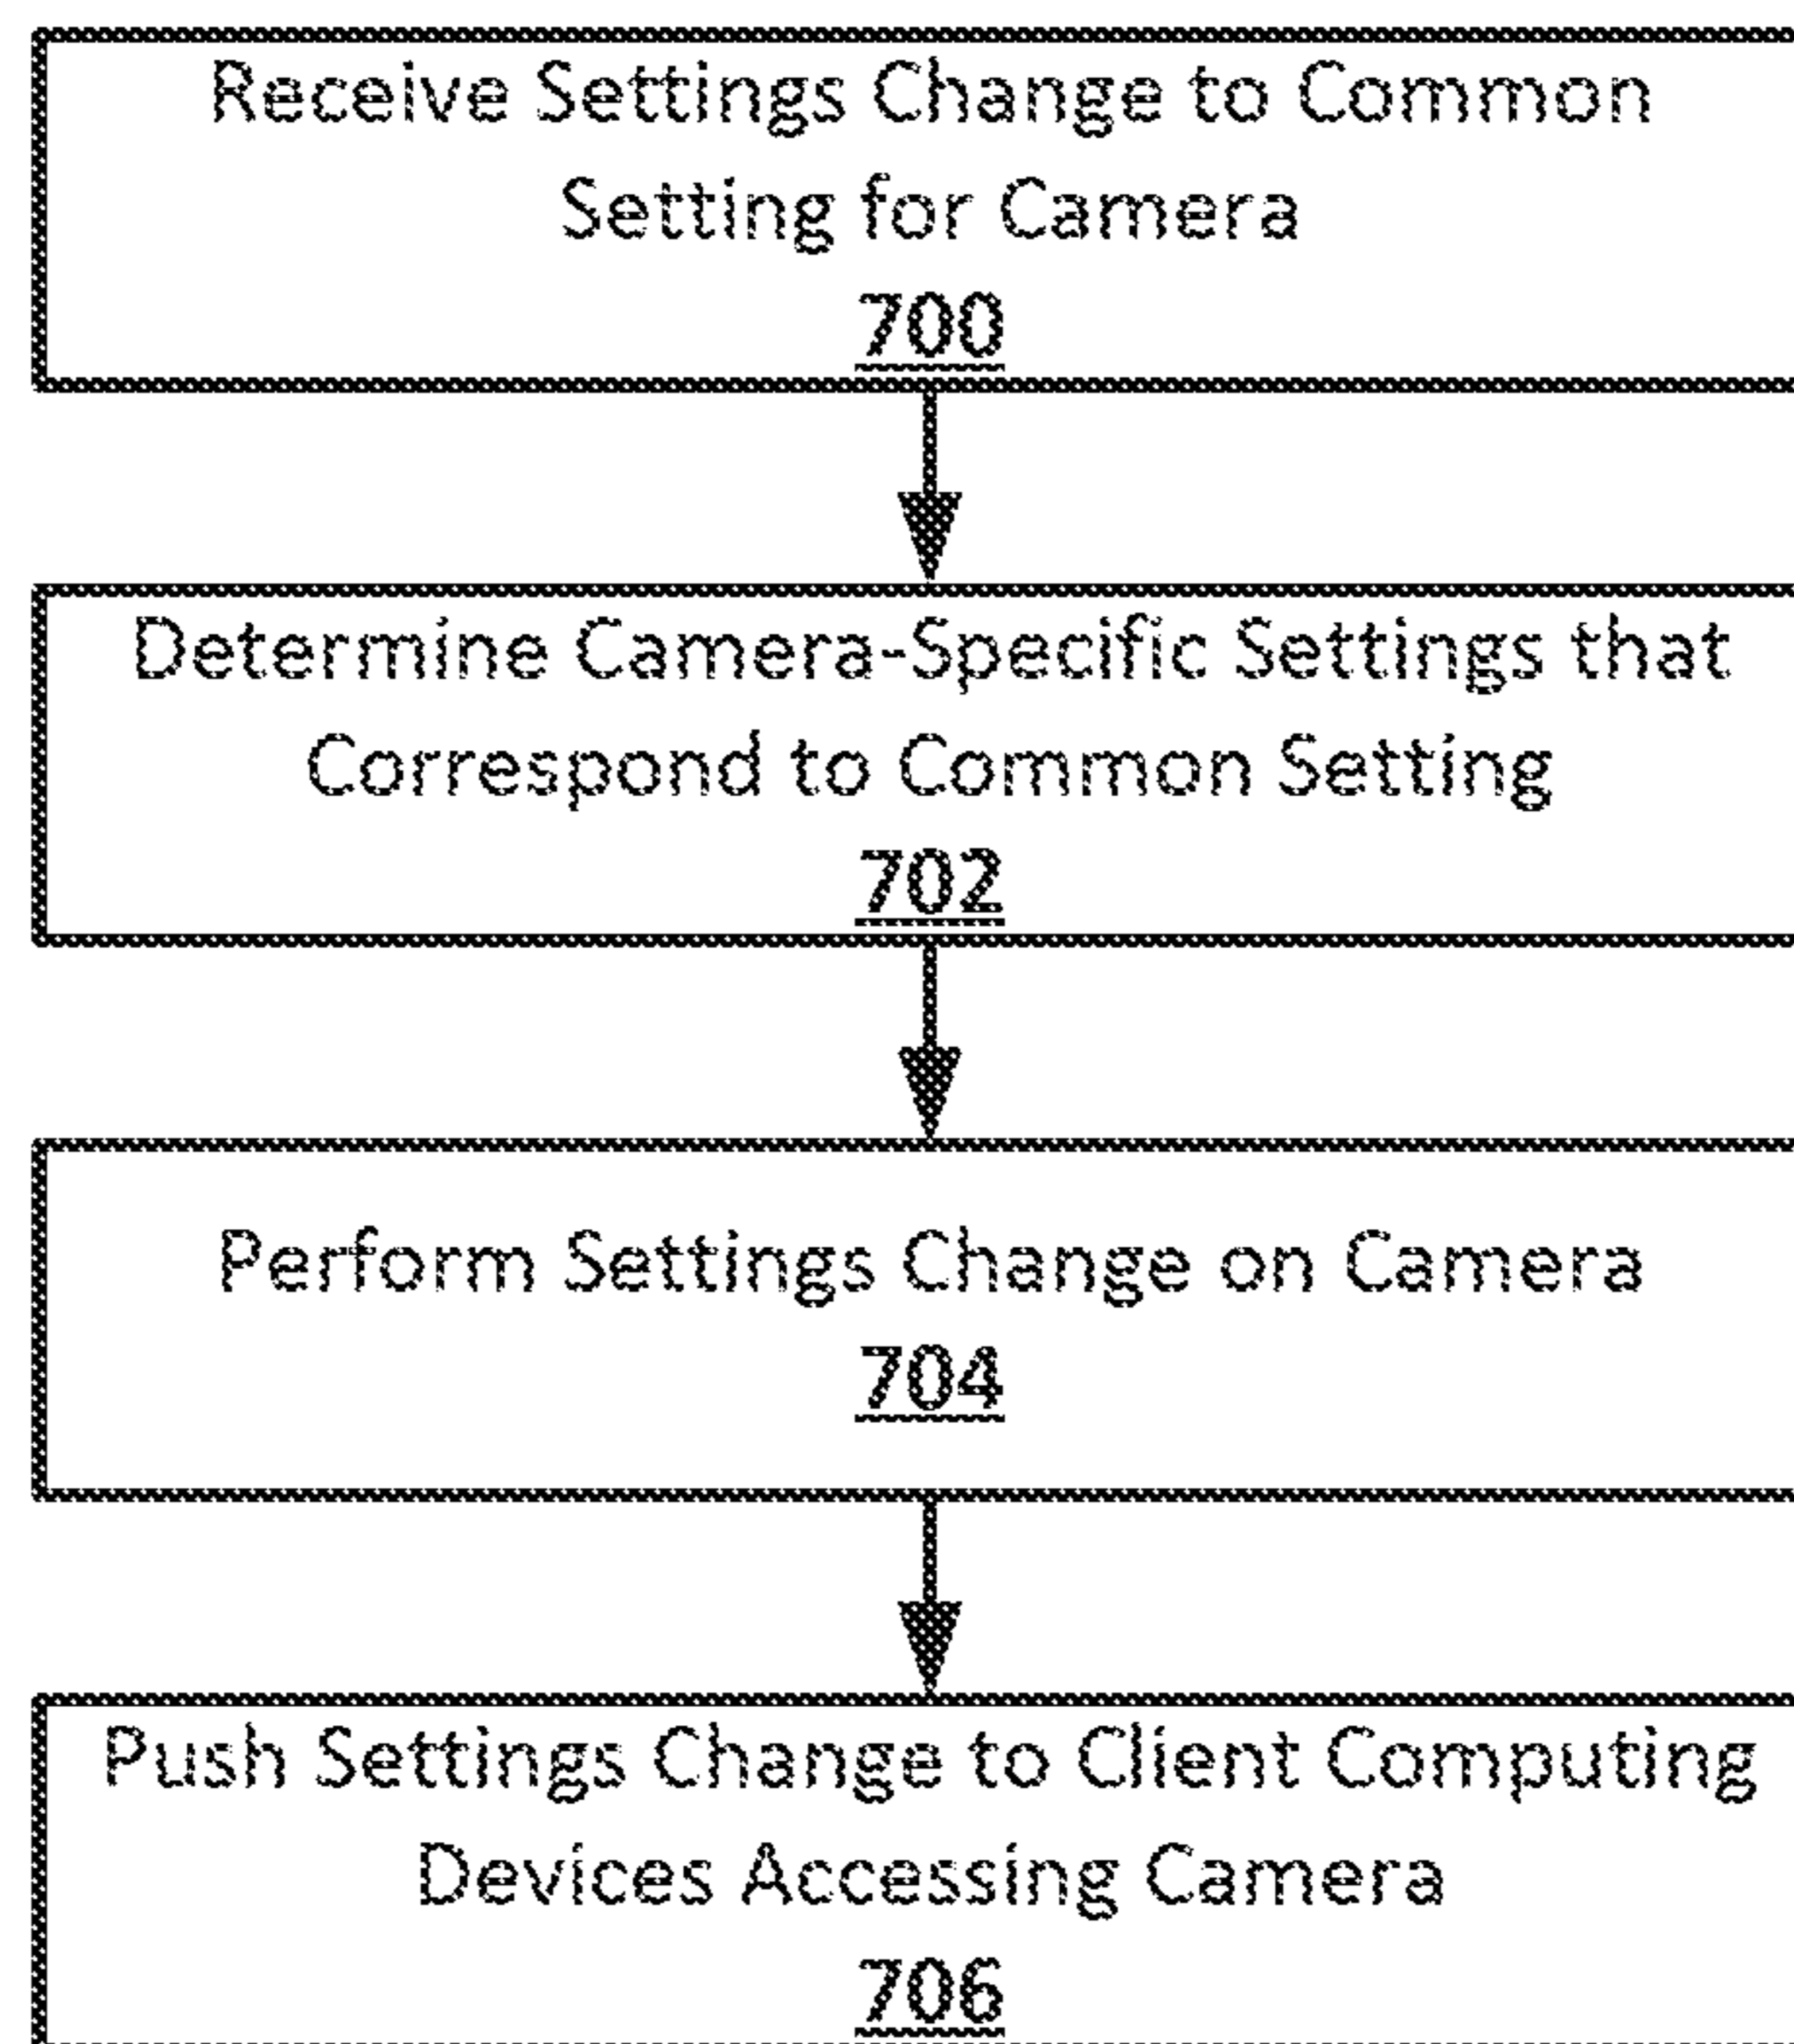 Receive Settings Change to Common
Setting for Camera
700
Determine Camera-Specific Settings that
Correspond to Common Setting
702
Perform Settings Change on Camera
704
Push Settings Change to Client Computing
Devices Accessing Camera
706